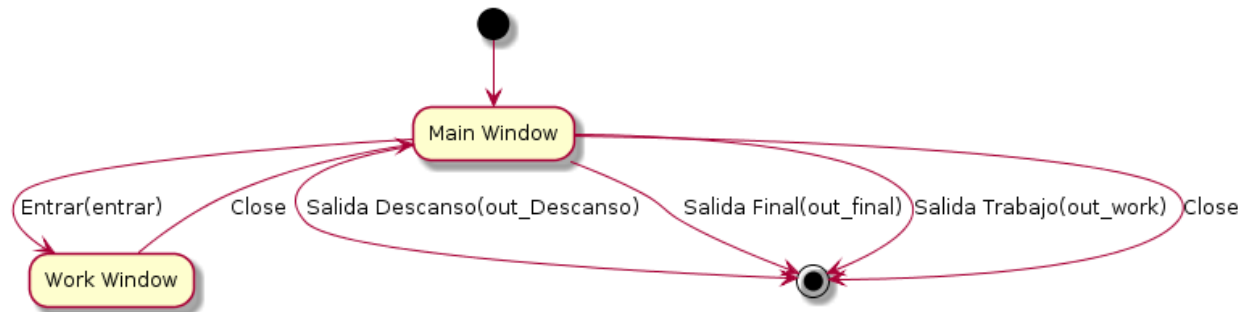 Main Window
Entrar(entrar)
Close
Salida Descanso(out_Descanso)
Salida Final(out_final)
Salida Trabajo(out_work)
Close
Work Window